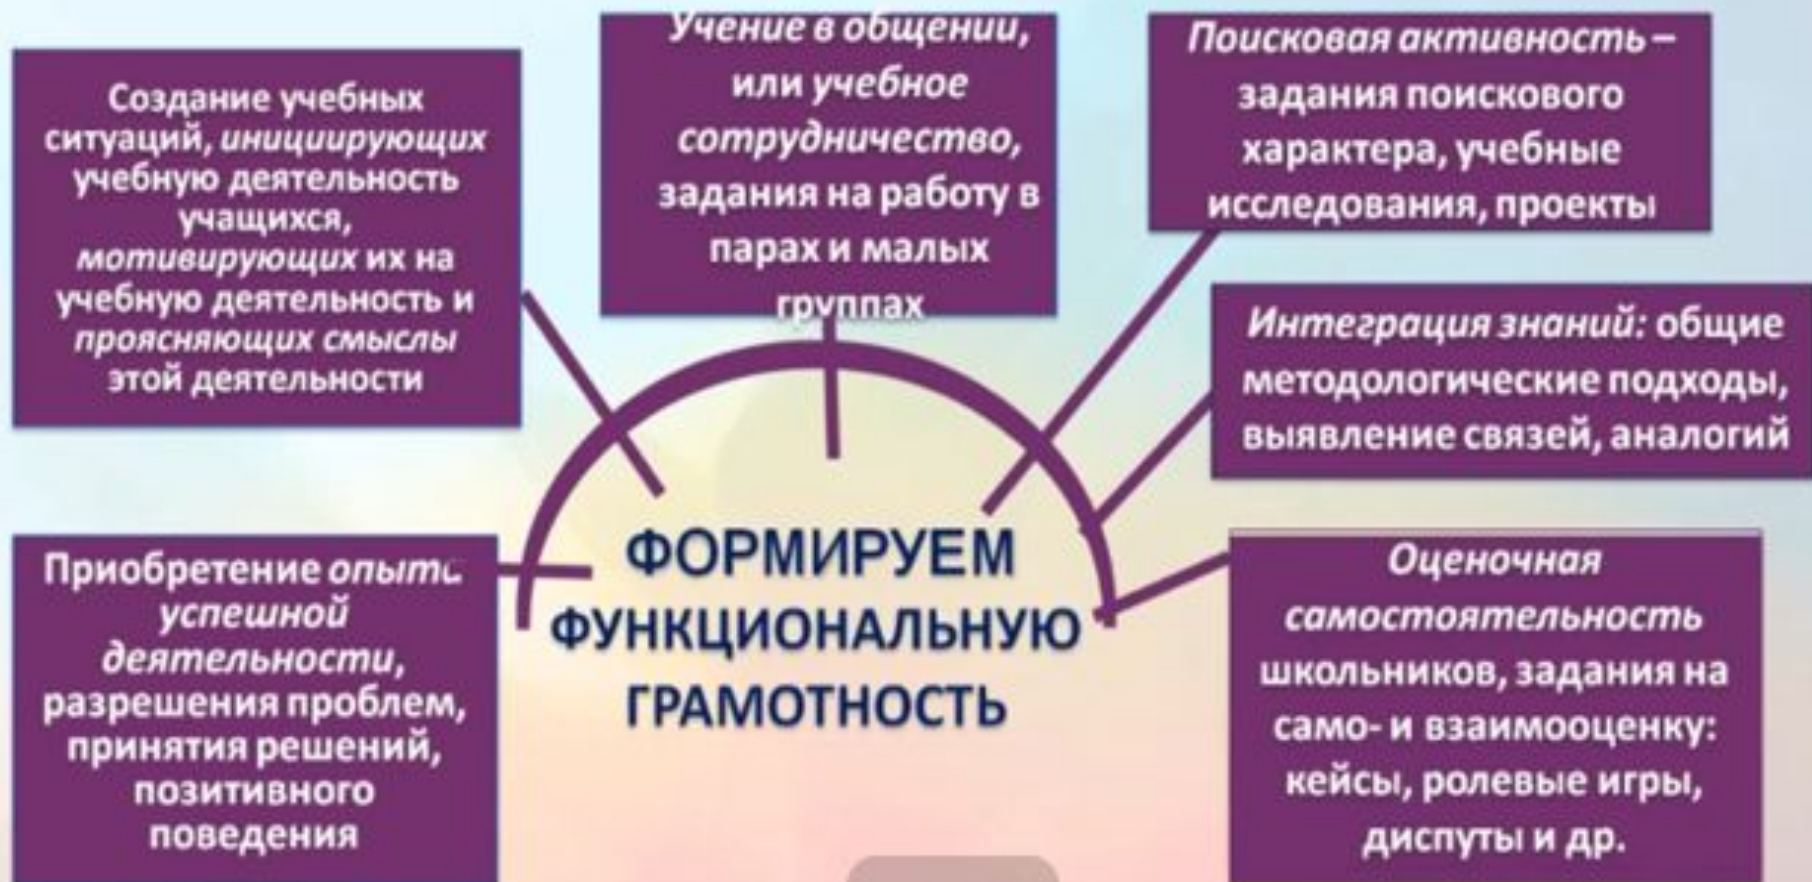 Создание учебных
ситуаций, инициирующих
учебную деятельность
учащихся,
мотивирующих их на
учебную деятельность и
проясняющих смыслы
этой деятельности
Учение в общении,
или учебное
сотрудничество,
задания на работу в
парах и малых
группах
Поисковая активность –
задания поискового
характера, учебные
исследования, проекты
Интеграция знаний: общие
методологические подходы,
выявление связей, аналогий
Приобретение опыта
успешной
деятельности,
разрешения проблем,
принятия решений,
позитивного
поведения
ФОРМИРУЕМ
ФУНКЦИОНАЛЬНУЮ
ГРАМОТНОСТЬ
Оценочная
самостоятельность
школьников, задания на
само- и взаимооценку:
кейсы, ролевые игры,
диспуты и др.